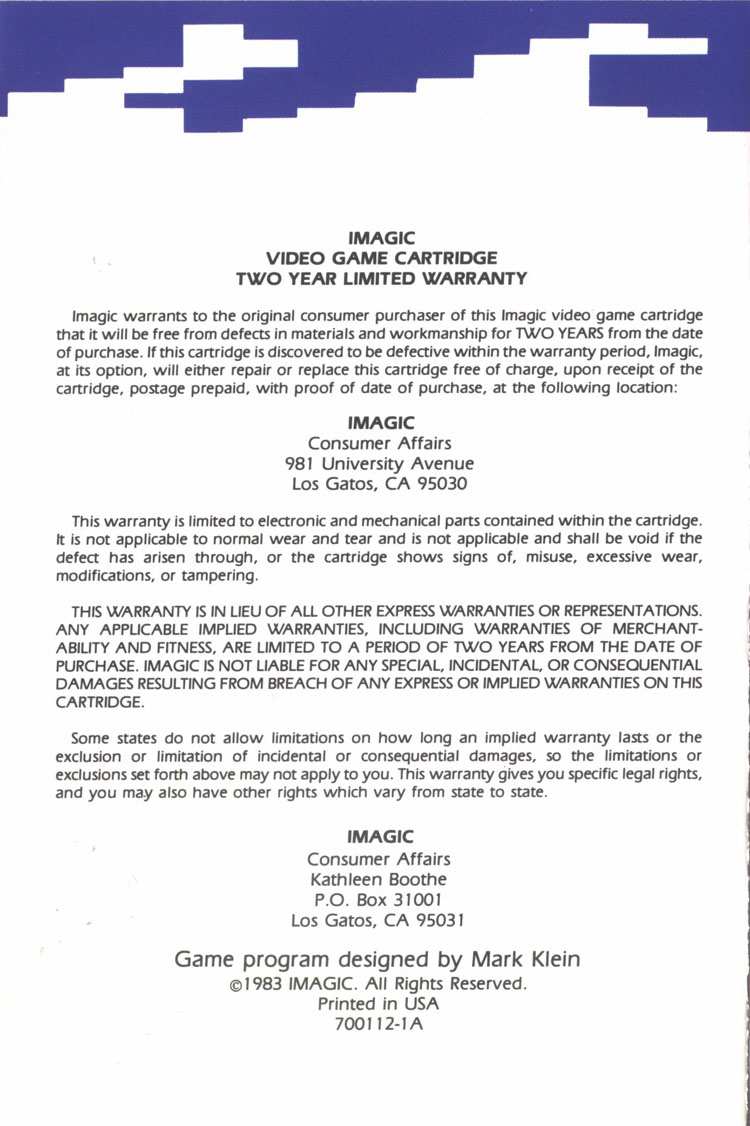 IMAGIC
VIDEO GAME CARTRIDGE
TWO YEAR LIMITED WARRANTY
Imagic warrants to the original consumer purchaser of this Imagic video game cartridge
that it will be free from defects in materials and workmanship for TWO YEARS from the date
of purchase. If this cartridge is discovered to be defective within the warranty period, Imagic,
at its option, will either repair or replace this cartridge free of charge, upon receipt of the
cartridge, postage prepaid, with proof of date of purchase, at the following location:
IMAGIC
Consumer Affairs
981 University Avenue
Los Gatos, CA 95030
This warranty is limited to electronic and mechanical parts contained within the cartridge.
It is not applicable to normal wear and tear and is not applicable and shall be void if the
defect has arisen through, or the cartridge shows signs of, misuse, excessive wear,
modifications, or tampering.
THIS WARRANTY IS IN LIEU OF ALL OTHER EXPRESS WARRANTIES OR REPRESENTATIONS.
ANY APPLICABLE IMPLIED WARRANTIES, INCLUDING WARRANTIES OF MERCHANT-
ABILITY AND FITNESS, ARE LIMITED TO A PERIOD OF TWO YEARS FROM THE DATE OF
PURCHASE. IMAGIC IS NOT LIABLE FOR ANY SPECIAL, INCIDENTAL, OR CONSEQUENTIAL
DAMAGES RESULTING FROM BREACH OF ANY EXPRESS OR IMPLIED WARRANTIES ON THIS
CARTRIDGE.
Some states do not allow limitations on how long an implied warranty lasts or the
exclusion or limitation of incidental or consequential damages, so the limitations or
exclusions set forth above may not apply to you. This warranty gives you specific legal rights,
and you may also have other rights which vary from state to state.
IMAGIC
Consumer Affairs
Kathleen Boothe
P.O. Box 31001
Los Gatos, CA 95031
Game program designed by Mark Klein
©1983 IMAGIC. All Rights Reserved.
Printed in USA
700112-1A